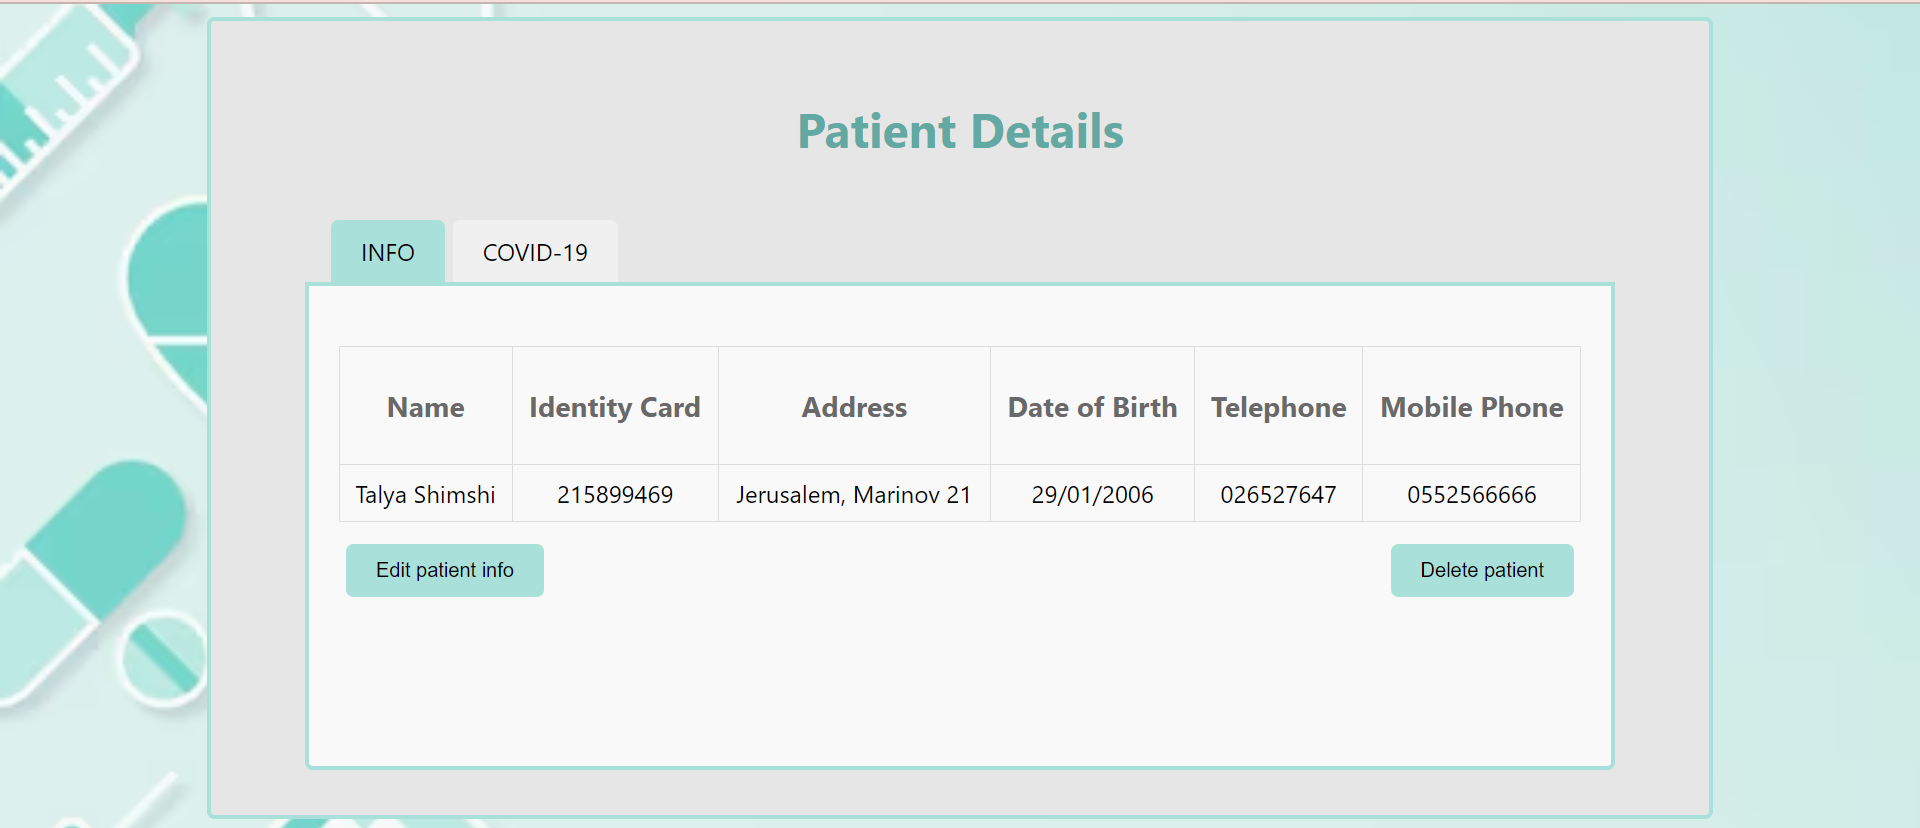 Patient Details
INFO COVID-19
Name Identity Card Address Date of Birth Telephone Mobile Phone
Talya Shimshi 215899469 Jerusalem, Marinov 21 29/01/2006 026527647 0552566666
Edit patient info Delete patient